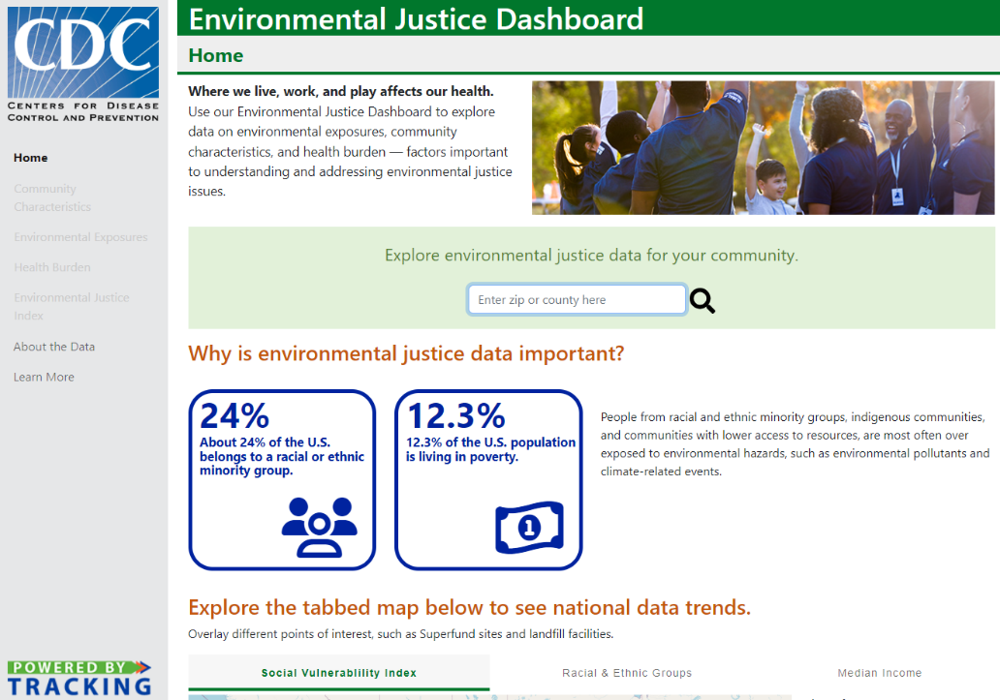 CDC
CENTERS FOR DISEASE
CONTROL AND PREVENTION
Home
Community
Characteristics
Environmental Exposures
Health Burden
Environmental Justice
Index
About the Data
Learn More
POWERED BY
TRACKING
Environmental Justice Dashboard
Home
Where we live, work, and play affects our health.
Use our Environmental Justice Dashboard to explore
data on environmental exposures, community
characteristics, and health burden — factors important
to understanding and addressing environmental justice
issues.
Explore environmental justice data for your community.
Enter zip or county here
Why is environmental justice data important?
24%
About 24% of the U.S.
belongs to a racial or ethnic
minority group.
12.3%
12.3% of the U.S. population
is living in poverty.
1
People from racial and ethnic minority groups, indigenous communities,
and communities with lower access to resources, are most often over
exposed to environmental hazards, such as environmental pollutants and
climate-related events.
Explore the tabbed map below to see national data trends.
Overlay different points of interest, such as Superfund sites and landfill facilities.
Social Vulnerablility Index
Racial & Ethnic Groups
Median Income